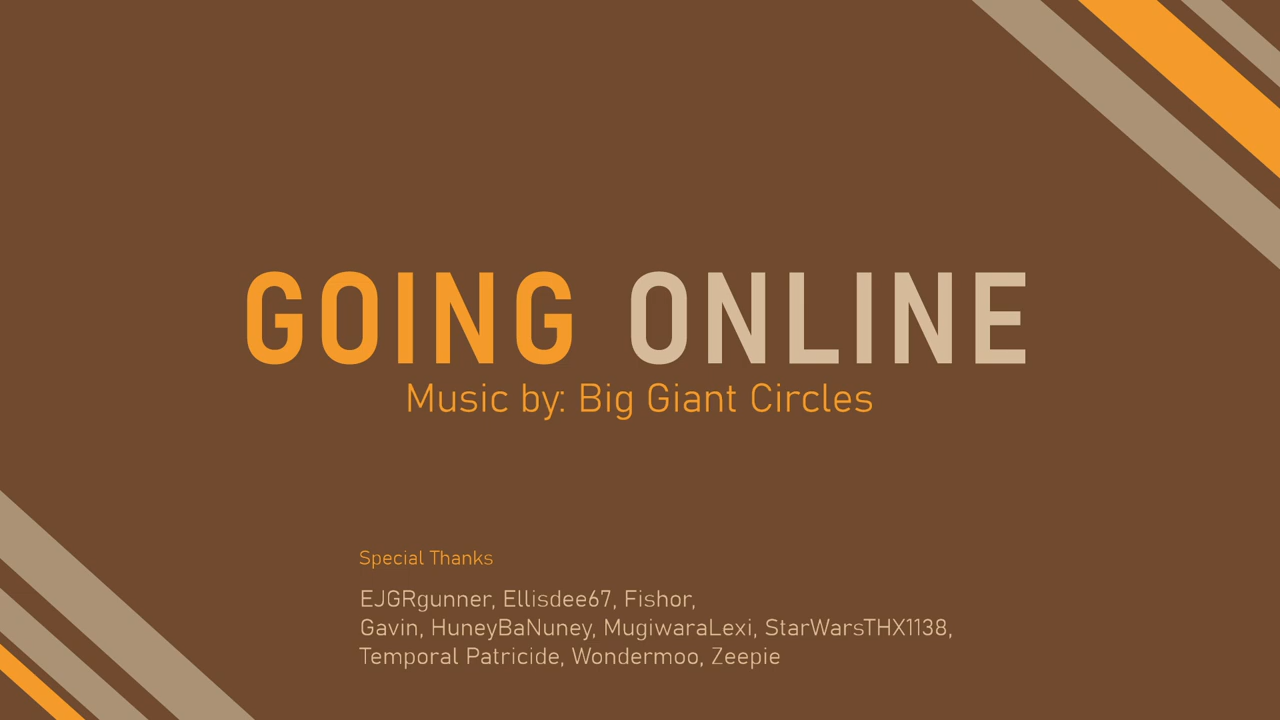 GOING ONLINE
Music by: Big Giant Circles
Special Thanks
EJGRgunner, Ellisdee67, Fishor,
Gavin, HuneyBaNuney, MugiwaraLexi, StarWarsTHX1138,
Temporal Patricide, Wondermoo, Zeepie